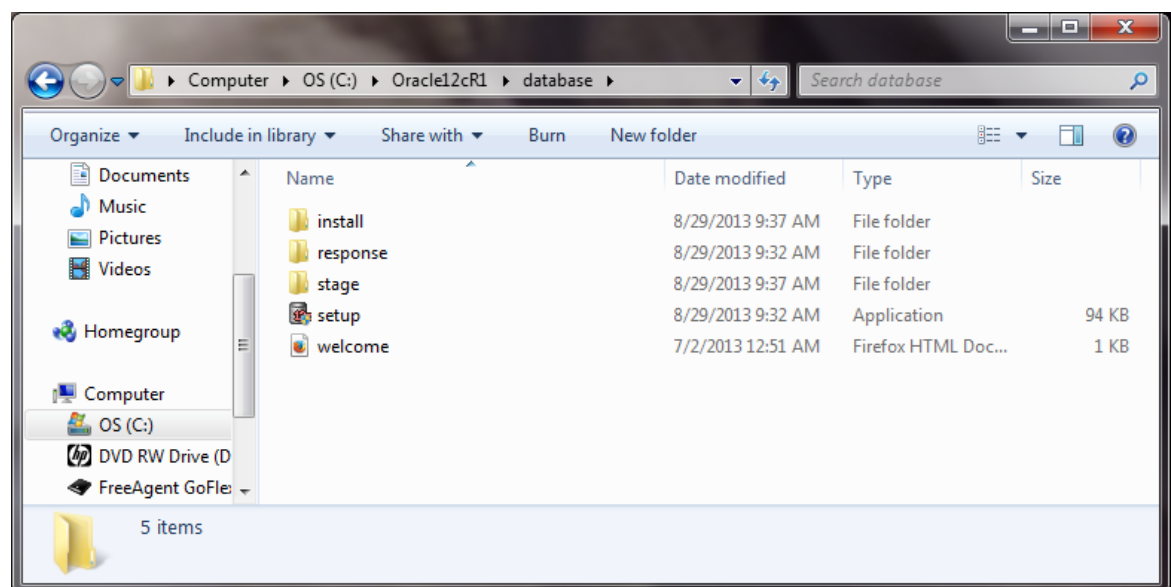 Computer OS (C:) Oracle12cR1 database Search database
Organize Include in library Share with Burn New folder
Documents
Music
Pictures
Videos
Homegroup
Computer
OS (C:)
DVD RW Drive (D
FreeAgent GoFle
Name Date modified Type Size
install 8/29/2013 9:37 AM File folder
response 8/29/2013 9:32 AM File folder
stage 8/29/2013 9:37 AM File folder
setup 8/29/2013 9:32 AM Application 94 KB
welcome 7/2/2013 12:51 AM Firefox HTML Doc... 1 KB
5 items